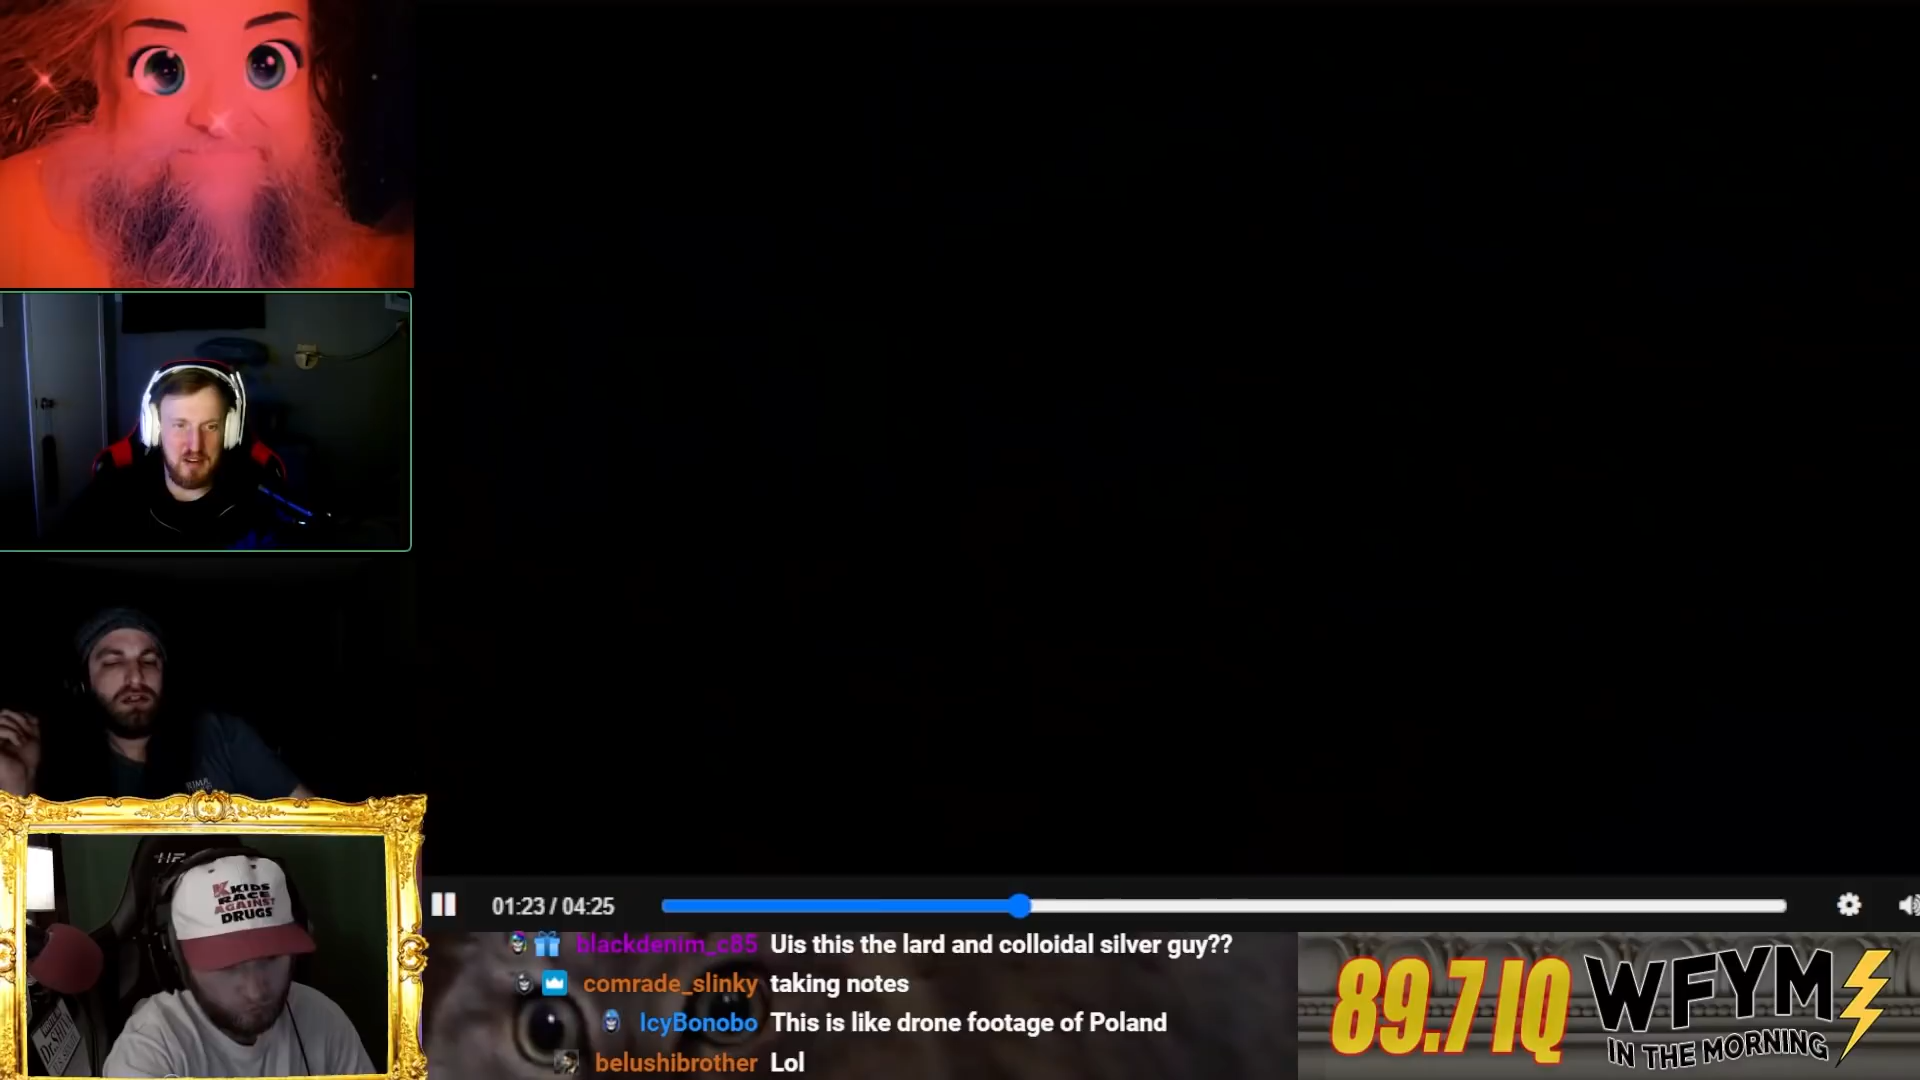 KKIDS
RACE
AGAINST
DRUGS
01:23 / 04:25
blackdenim_c85 Uis this the lard and colloidal silver guy??
comrade_slinky taking notes
IcyBonobo This is like drone footage of Poland
belushibrother Lol
89.7 IQ
WFYM
IN THE MORNING